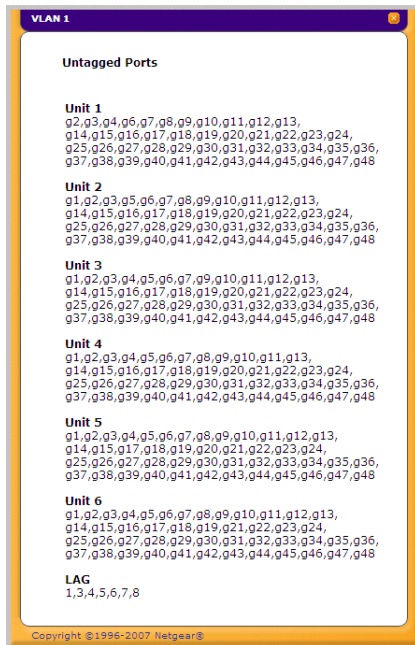 VLAN 1
Untagged Ports
Unit 1
g2,g3,g4,g6,g7,g8,g9,g10,g11,g12,g13,
g14,g15,g16,g17,g18,g19,g20,g21,g22,g23,g24,
g25,g26,g27,g28,g29,g30,g31,g32,g33,g34,g35,g36,
g37,g38,g39,g40,g41,g42,g43,g44,g45,g46,g47,g48
Unit 2
g1,g2,g3,g5,g6,g7,g8,g9,g10,g11,g12,g13,
g14,g15,g16,g17,g18,g19,g20,g21,g22,g23,g24,
g25,g26,g27,g28,g29,g30,g31,g32,g33,g34,g35,g36,
g37,g38,g39,g40,g41,g42,g43,g44,g45,g46,g47,g48
Unit 3
g1,g2,g3,g4,g5,g6,g7,g9,g10,g11,g12,g13,
g14,g15,g16,g17,g18,g19,g20,g21,g22,g23,g24,
g25,g26,g27,g28,g29,g30,g31,g32,g33,g34,g35,g36,
g37,g38,g39,g40,g41,g42,g43,g44,g45,g46,g47,g48
Unit 4
g1,g2,g3,g4,g5,g6,g7,g8,g9,g10,g11,g13,
g14,g15,g16,g17,g18,g19,g20,g21,g22,g23,g24,
g25,g26,g27,g28,g29,g30,g31,g32,g33,g34,g35,g36,
g37,g38,g39,g40,g41,g42,g43,g44,g45,g46,g47,g48
Unit 5
g1,g2,g3,g4,g5,g6,g7,g8,g9,g10,g11,g12,g13,
g14,g15,g17,g18,g19,g20,g21,g22,g23,g24,
g25,g26,g27,g28,g29,g30,g31,g32,g33,g34,g35,g36,
g37,g38,g39,g40,g41,g42,g43,g44,g45,g46,g47,g48
Unit 6
g1,g2,g3,g4,g5,g6,g7,g8,g9,g10,g11,g12,g13,
g14,g15,g16,g17,g18,g19,g21,g22,g23,g24,
g25,g26,g27,g28,g29,g30,g31,g32,g33,g34,g35,g36,
g37,g38,g39,g40,g41,g42,g43,g44,g45,g46,g47,g48
LAG
1,3,4,5,6,7,8
Copyright ©1996-2007 Netgear®